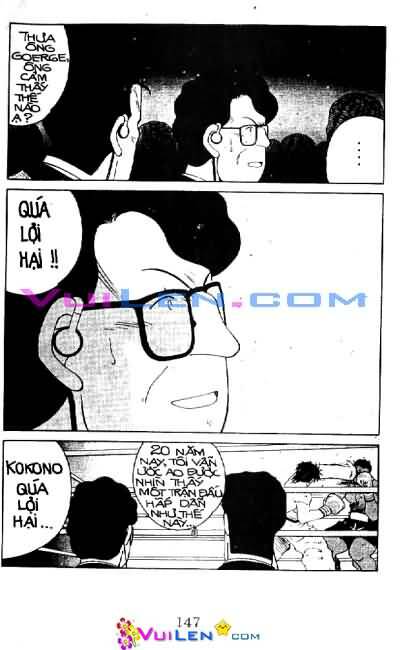 THƯA
ÔNG
GOERGE,
ÔNG
CẢM
THẤY
THẾ
NÀO
Ạ?
....
QÚA
LỢI
HẠI !!
VUILEN.COM
20 NĂM
NAY, TÔI VẪN
ƯỚC AO ĐƯỢC
NHÌN THẤY
MỘT TRẬN ĐẤU
HẤP DẪN
NHƯ THẾ
NÀY...
KOKONO
QÚA
LỢI
HẠI ...
147
VUILEN.COM